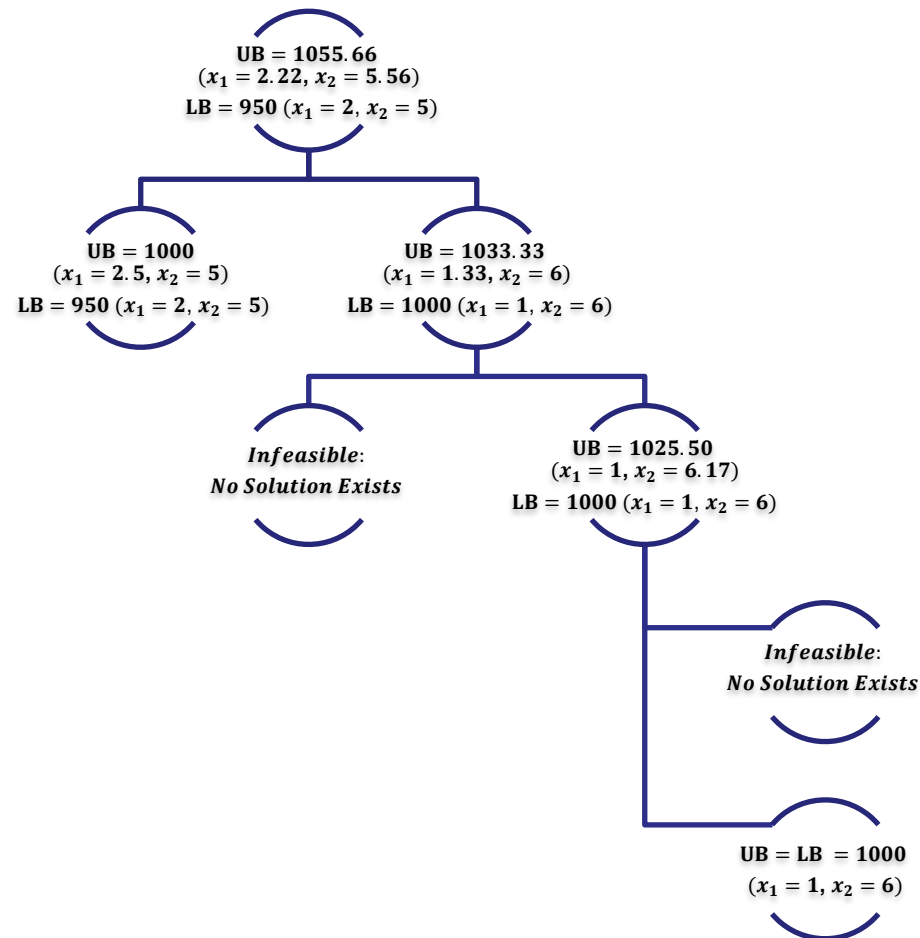 UB = 1055.66
(x₁ = 2.22, x₂ = 5.56)
LB = 950 (x₁ = 2, x₂ = 5)
UB = 1000
(x₁ = 2.5, x₂ = 5)
LB = 950 (x₁ = 2, x₂ = 5)
UB = 1033.33
(x₁ = 1.33, x₂ = 6)
LB = 1000 (x₁ = 1, x₂ = 6)
Infeasible:
No Solution Exists
UB = 1025.50
(x₁ = 1, x₂ = 6.17)
LB = 1000 (x₁ = 1, x₂ = 6)
Infeasible:
No Solution Exists
UB = LB = 1000
(x₁ = 1, x₂ = 6)